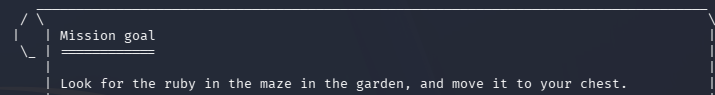 Mission goal
============
Look for the ruby in the maze in the garden, and move it to your chest.